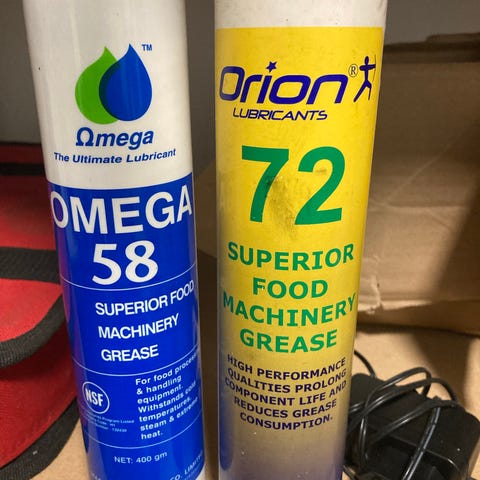 TM
Ωmega
The Ultimate Lubricant
OMEGA
58
SUPERIOR FOOD
MACHINERY
GREASE
For food
& handling
equipment.
Withstands
temperatures,
steam &
heat.
NSF
NET: 400 gm
Orion®
LUBRICANTS
72
SUPERIOR
FOOD
MACHINERY
GREASE
HIGH PERFORMANCE
QUALITIES PROLONG
COMPONENT LIFE AND
REDUCES GREASE
CONSUMPTION.